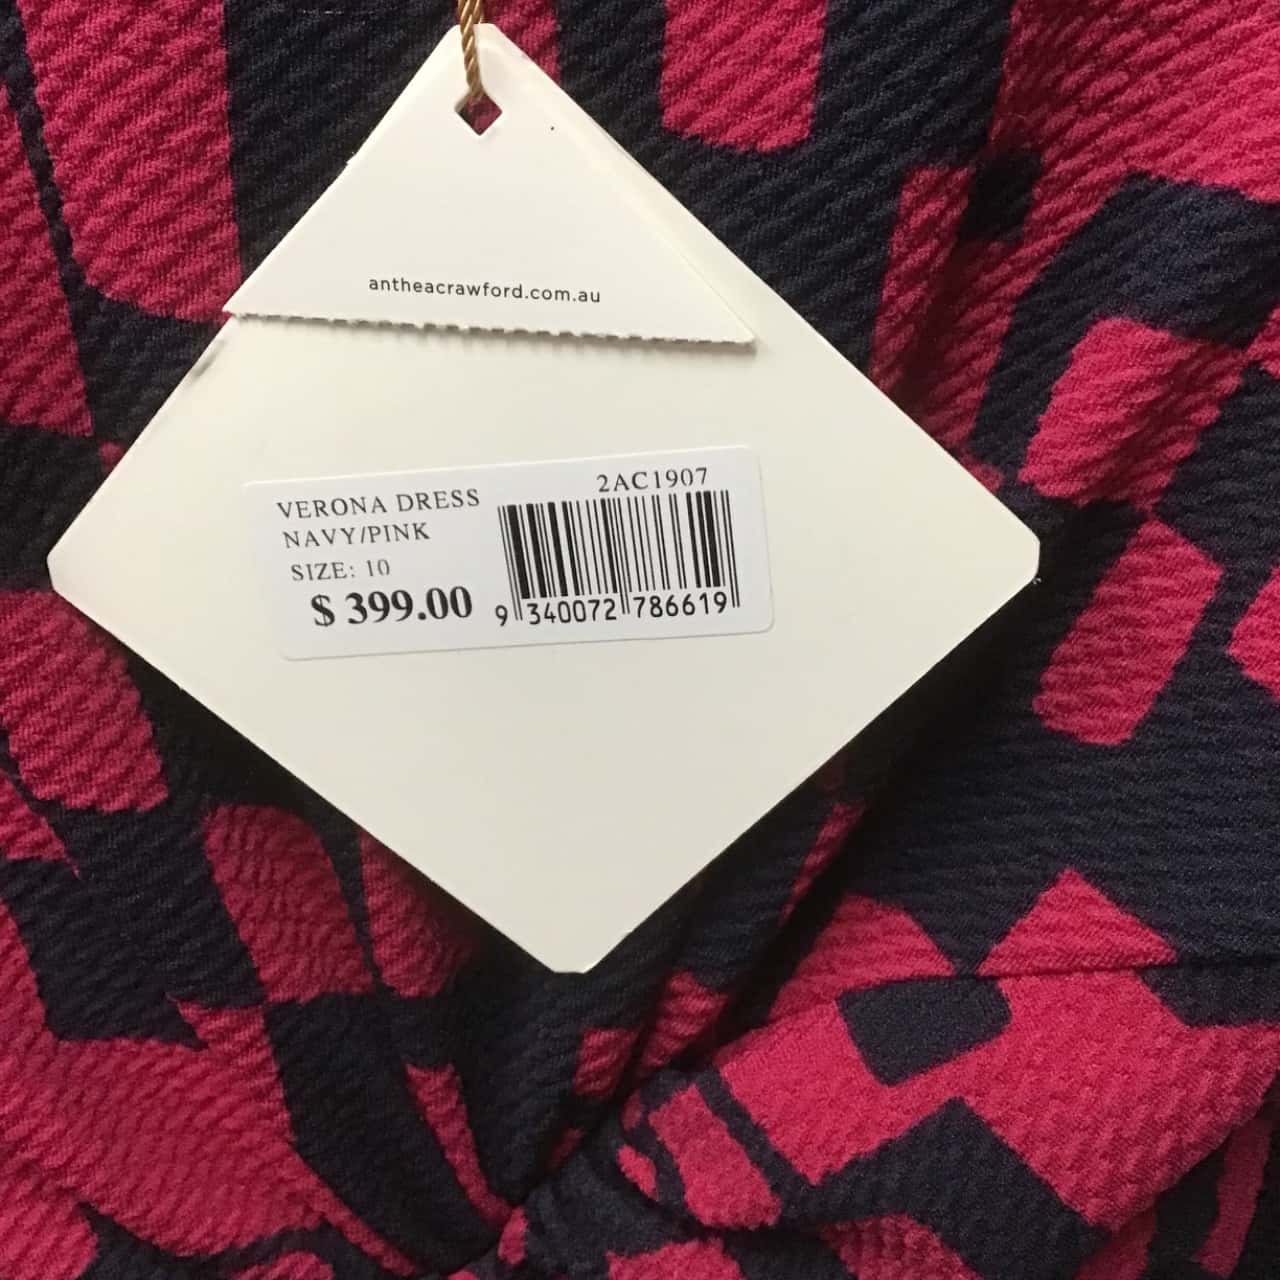 antheacrawford.com.au
VERONA DRESS
2AC1907
NAVY/PINK
SIZE: 10
$ 399.00
9 340072 786619